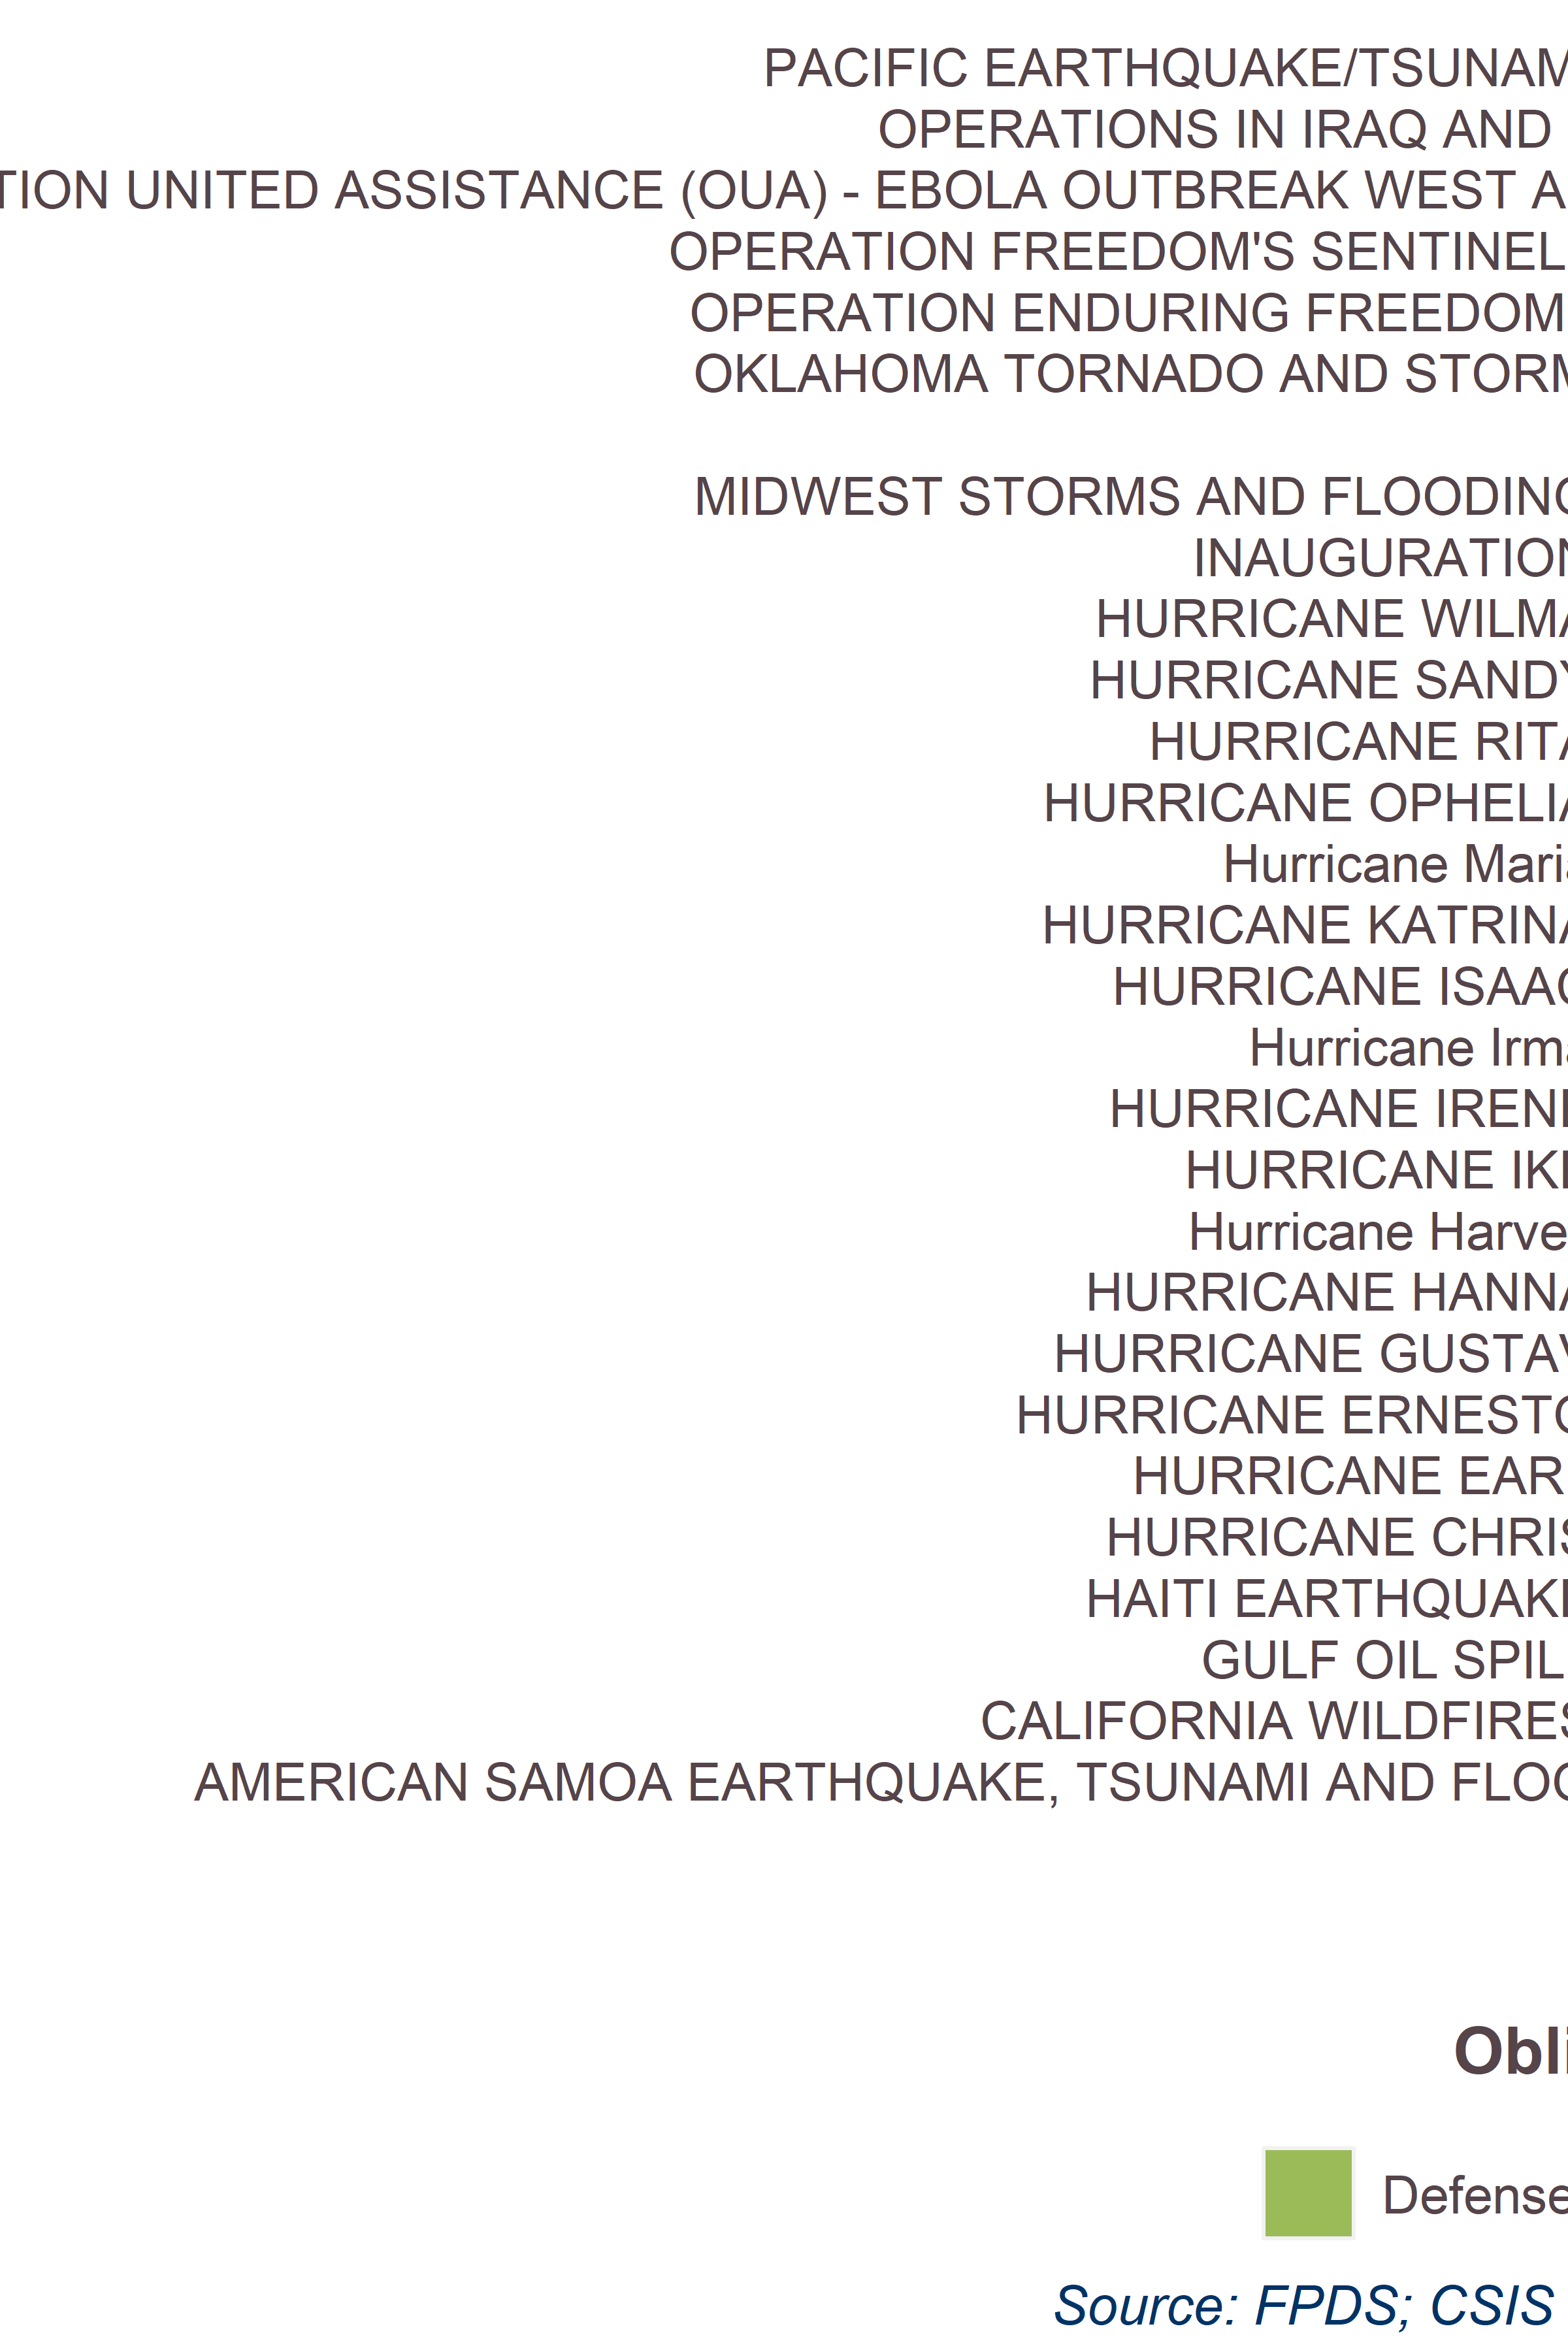 PACIFIC EARTHQUAKE/TSUNAM
OPERATIONS IN IRAQ AND
TION UNITED ASSISTANCE (OUA) - EBOLA OUTBREAK WEST A
OPERATION FREEDOM'S SENTINEL
OPERATION ENDURING FREEDOM
OKLAHOMA TORNADO AND STORM
MIDWEST STORMS AND FLOODING
INAUGURATION
HURRICANE WILMA
HURRICANE SANDY
HURRICANE RITA
HURRICANE OPHELIA
Hurricane Maria
HURRICANE KATRINA
HURRICANE ISAAC
Hurricane Irma
HURRICANE IRENE
HURRICANE IKE
Hurricane Harve
HURRICANE HANNA
HURRICANE GUSTAV
HURRICANE ERNESTO
HURRICANE EAR
HURRICANE CHRIS
HAITI EARTHQUAKE
GULF OIL SPIL
CALIFORNIA WILDFIRES
AMERICAN SAMOA EARTHQUAKE, TSUNAMI AND FLOO
Obli
Defense
Source: FPDS; CSIS